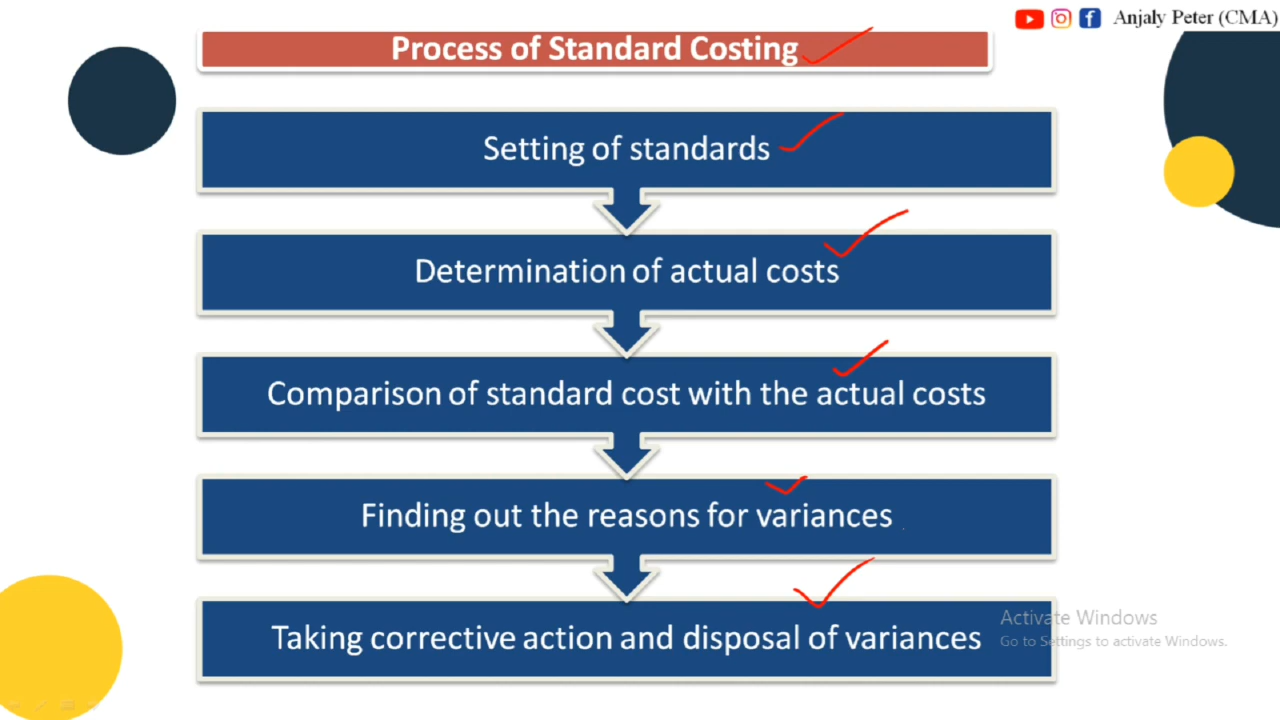 Anjaly Peter (CMA)
Process of Standard Costing
Setting of standards
Determination of actual costs
Comparison of standard cost with the actual costs
Finding out the reasons for variances
Taking corrective action and disposal of variances
Activate Windows
Go to Settings to activate Windows.